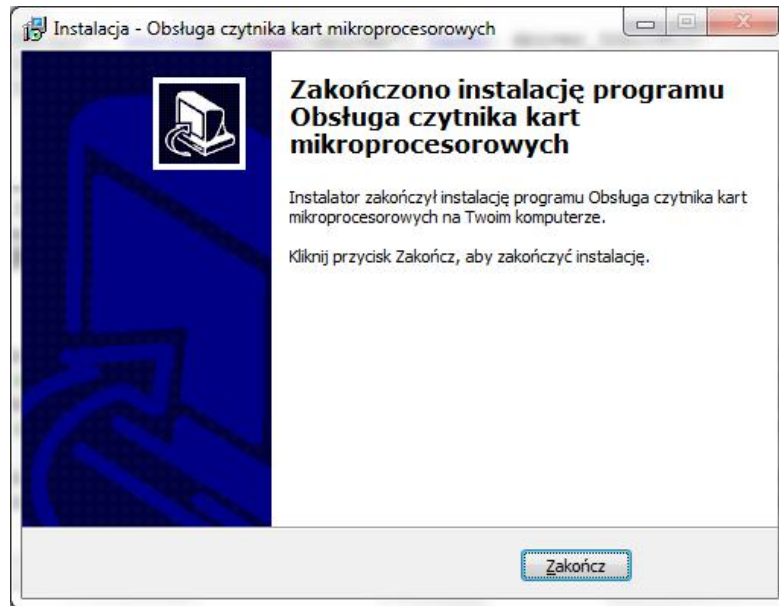 Instalacja - Obsługa czytnika kart mikroprocesorowych
Zakończono instalację programu
Obsługa czytnika kart
mikroprocesorowych
Instalator zakończył instalację programu Obsługa czytnika kart
mikroprocesorowych na Twoim komputerze.
Kliknij przycisk Zakończ, aby zakończyć instalację.
Zakończ